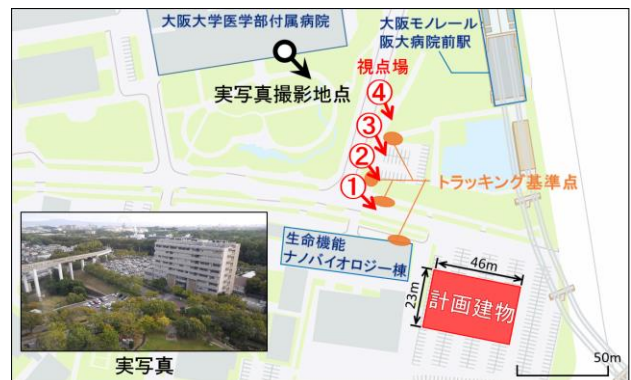 大阪大学医学部付属病院
大阪モノレール
阪大病院前駅
実写真撮影地点
視点場
④
③
②
①
トラッキング基準点
生命機能
ナノバイオロジー棟
46m
23m
計画建物
実写真
50m